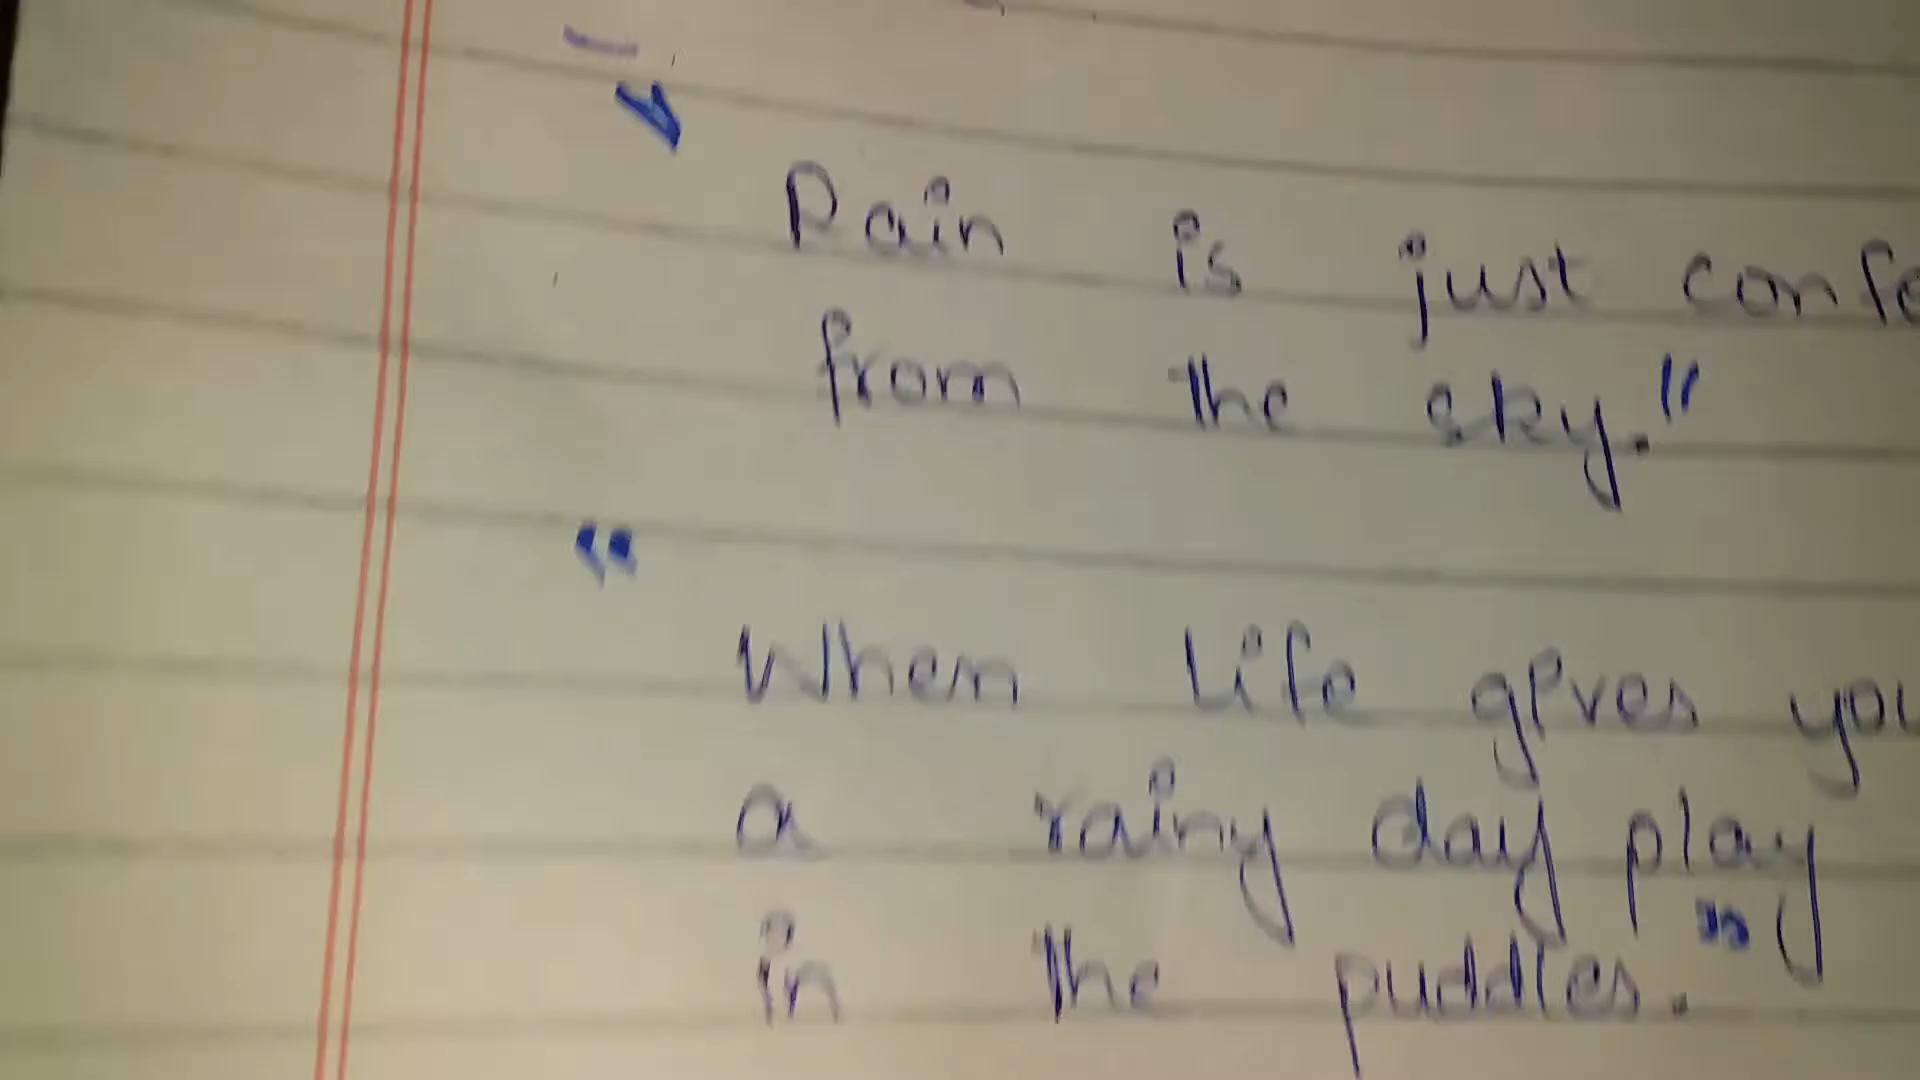 "Rain is just confe
from the sky."
"
When life gives you
a rainy day play
in the puddles."